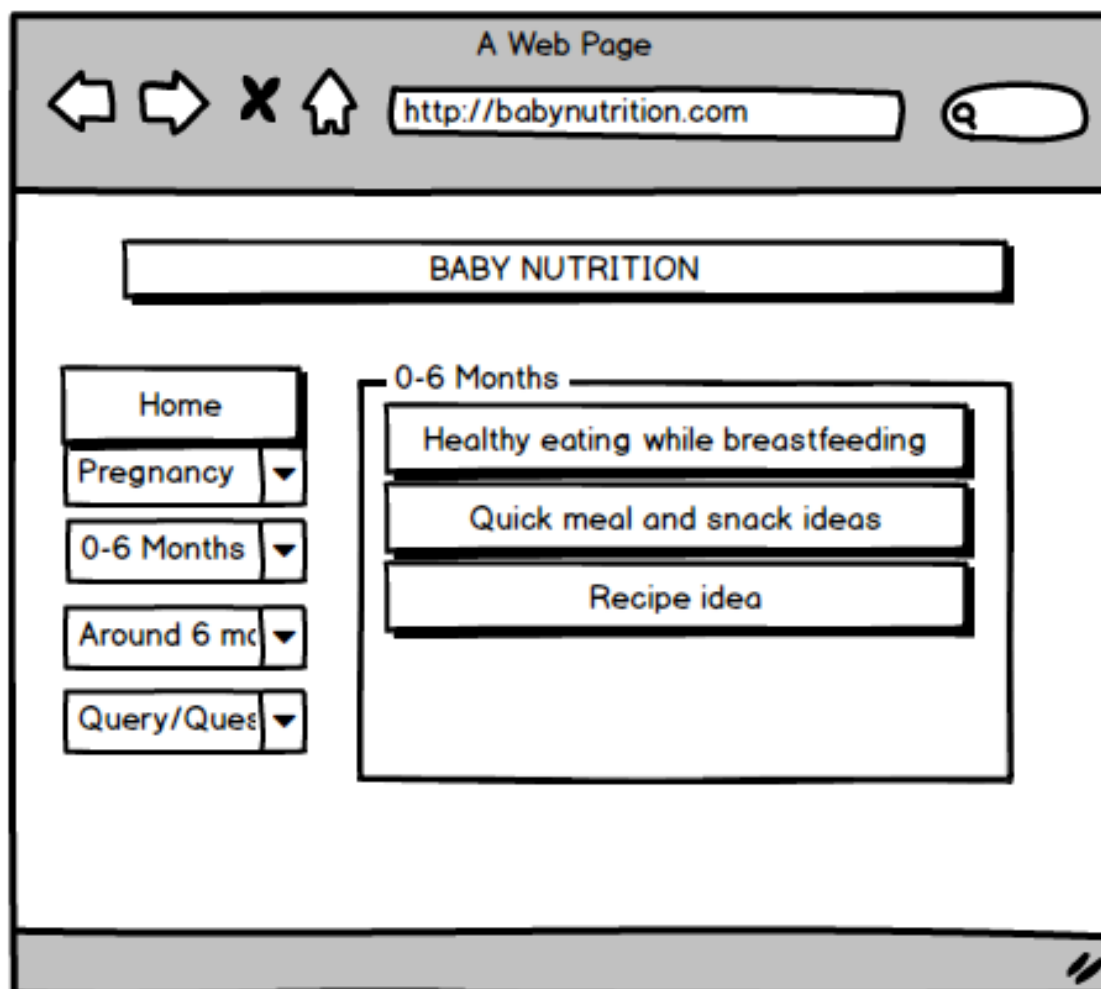 A Web Page
http://babynutrition.com
BABY NUTRITION
Home
Pregnancy
0-6 Months
Around 6 mo
Query/Ques
0-6 Months
Healthy eating while breastfeeding
Quick meal and snack ideas
Recipe idea